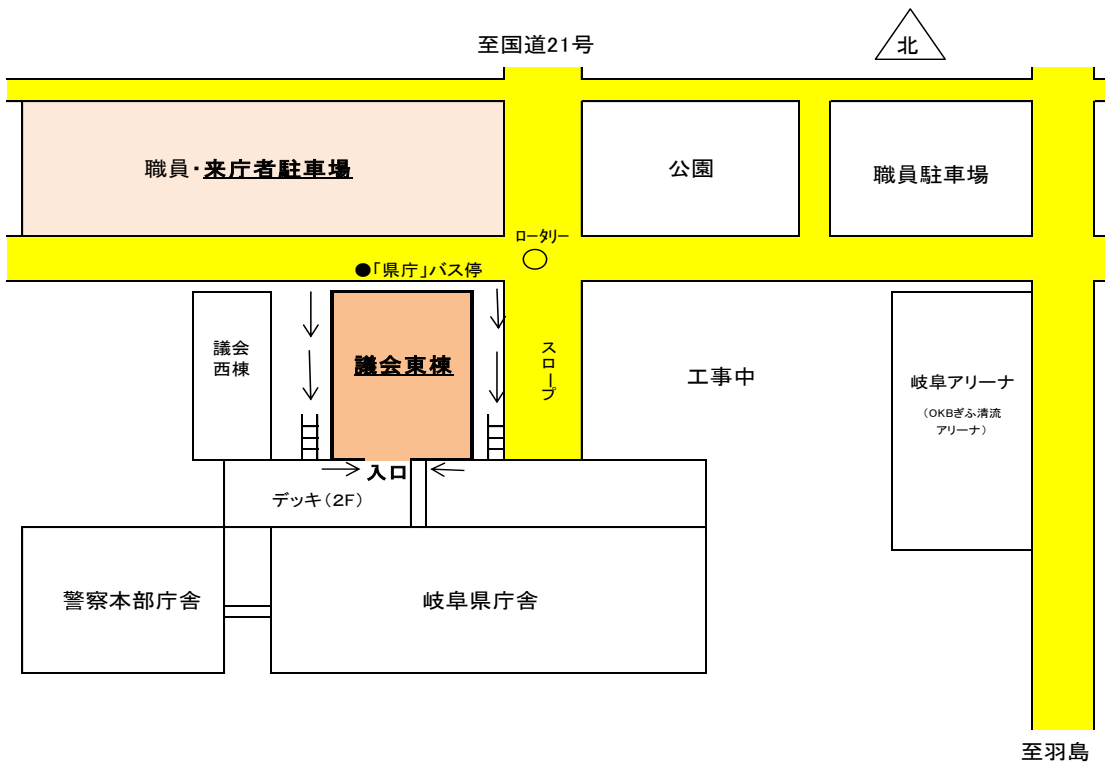 至国道21号
北
職員・来庁者駐車場
公園
職員駐車場
ロータリー
●「県庁」バス停
議会
西棟
議会東棟
スロープ
工事中
岐阜アリーナ
（OKBぎふ清流
アリーナ）
入口
デッキ（2F）
警察本部庁舎
岐阜県庁舎
至羽島